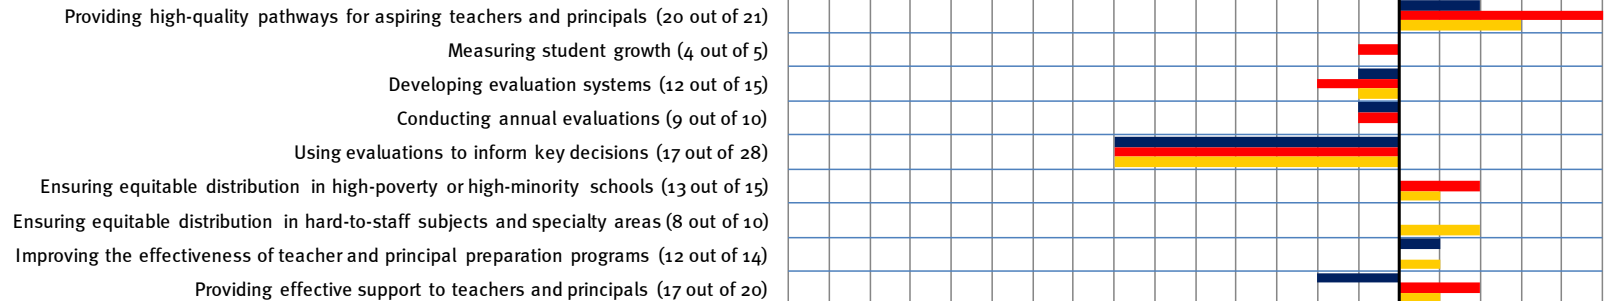 Providing high-quality pathways for aspiring teachers and principals (20 out of 21)
Measuring student growth (4 out of 5)
Developing evaluation systems (12 out of 15)
Conducting annual evaluations (9 out of 10)
Using evaluations to inform key decisions (17 out of 28)
Ensuring equitable distribution in high-poverty or high-minority schools (13 out of 15)
Ensuring equitable distribution in hard-to-staff subjects and specialty areas (8 out of 10)
Improving the effectiveness of teacher and principal preparation programs (12 out of 14)
Providing effective support to teachers and principals (17 out of 20)